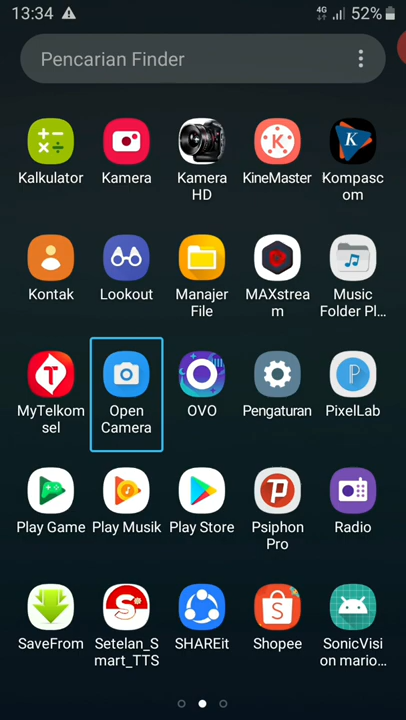 13:34 4G 52%
Pencarian Finder
Kalkulator Kamera Kamera KineMaster Kompasc
HD om
Kontak Lookout Manajer MAXstrea Music
File m Folder Pl...
MyTelkom Open OVO Pengaturan PixelLab
sel Camera
Play Game Play Musik Play Store Psiphon Radio
Pro
SaveFrom Setelan_S SHAREit Shopee SonicVisi
mart_TTS on mario...